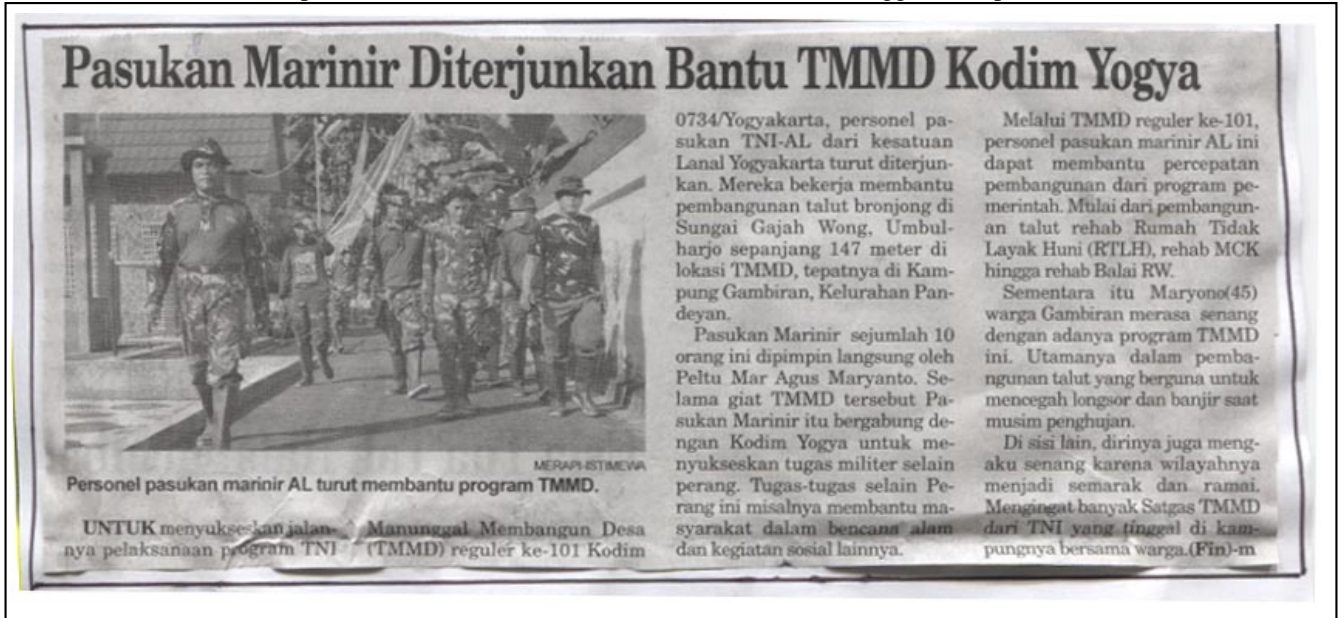 Pasukan Marinir Diterjunkan Bantu TMMD Kodim Yogya
MERAPI-ISTIMEWA
Personel pasukan marinir AL turut membantu program TMMD.
UNTUK menyukseskan jalan-
nya pelaksanaan program TNI
Manunggal Membangun Desa
(TMMD) reguler ke-101 Kodim
0734/Yogyakarta, personel pa-
sukan TNI-AL dari kesatuan
Lanal Yogyakarta turut diterjun-
kan. Mereka bekerja membantu
pembangunan talut bronjong di
Sungai Gajah Wong, Umbul-
harjo sepanjang 147 meter di
lokasi TMMD, tepatnya di Kam-
pung Gambiran, Kelurahan Pan-
deyan.
Pasukan Marinir sejumlah 10
orang ini dipimpin langsung oleh
Peltu Mar Agus Maryanto. Se-
lama giat TMMD tersebut Pa-
sukan Marinir itu bergabung de-
ngan Kodim Yogya untuk me-
nyukseskan tugas militer selain
perang. Tugas-tugas selain Pe-
rang ini misalnya membantu ma-
syarakat dalam bencana alam
dan kegiatan sosial lainnya.
Melalui TMMD reguler ke-101,
personel pasukan marinir AL ini
dapat membantu percepatan
pembangunan dari program pe-
merintah. Mulai dari pembangun-
an talut rehab Rumah Tidak
Layak Huni (RTLH), rehab MCK
hingga rehab Balai RW.
Sementara itu Maryono(45)
warga Gambiran merasa senang
dengan adanya program TMMD
ini. Utamanya dalam pemba-
ngunan talut yang berguna untuk
mencegah longsor dan banjir saat
musim penghujan.
Di sisi lain, dirinya juga meng-
aku senang karena wilayahnya
menjadi semarak dan ramai.
Mengingat banyak Satgas TMMD
dari TNI yang tinggal di kam-
pungnya bersama warga.(Fin)-m